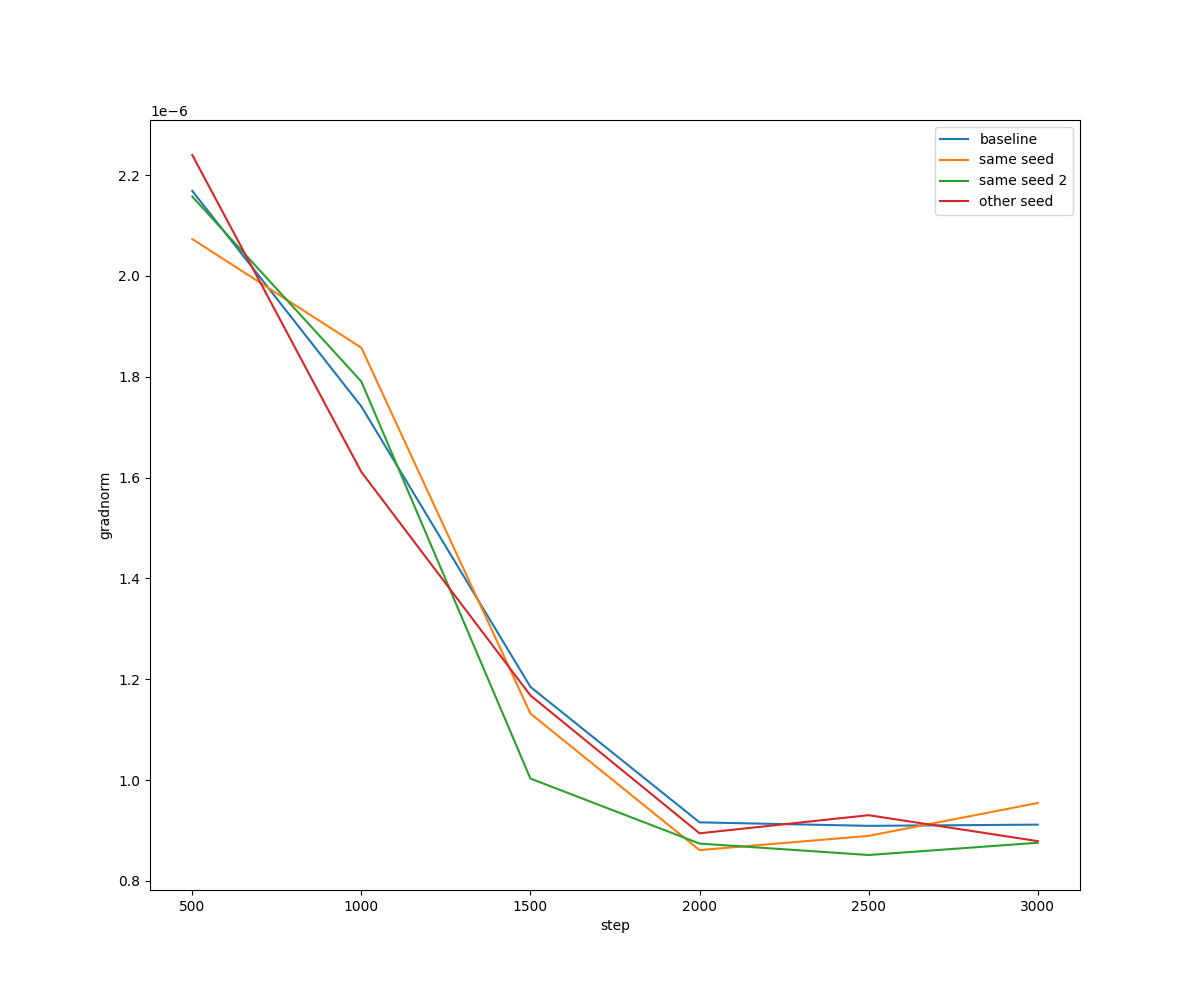 1e−6
baseline
same seed
same seed 2
other seed
2.2
2.0
1.8
1.6
1.4
1.2
1.0
0.8
gradnorm
500 1000 1500 2000 2500 3000
step